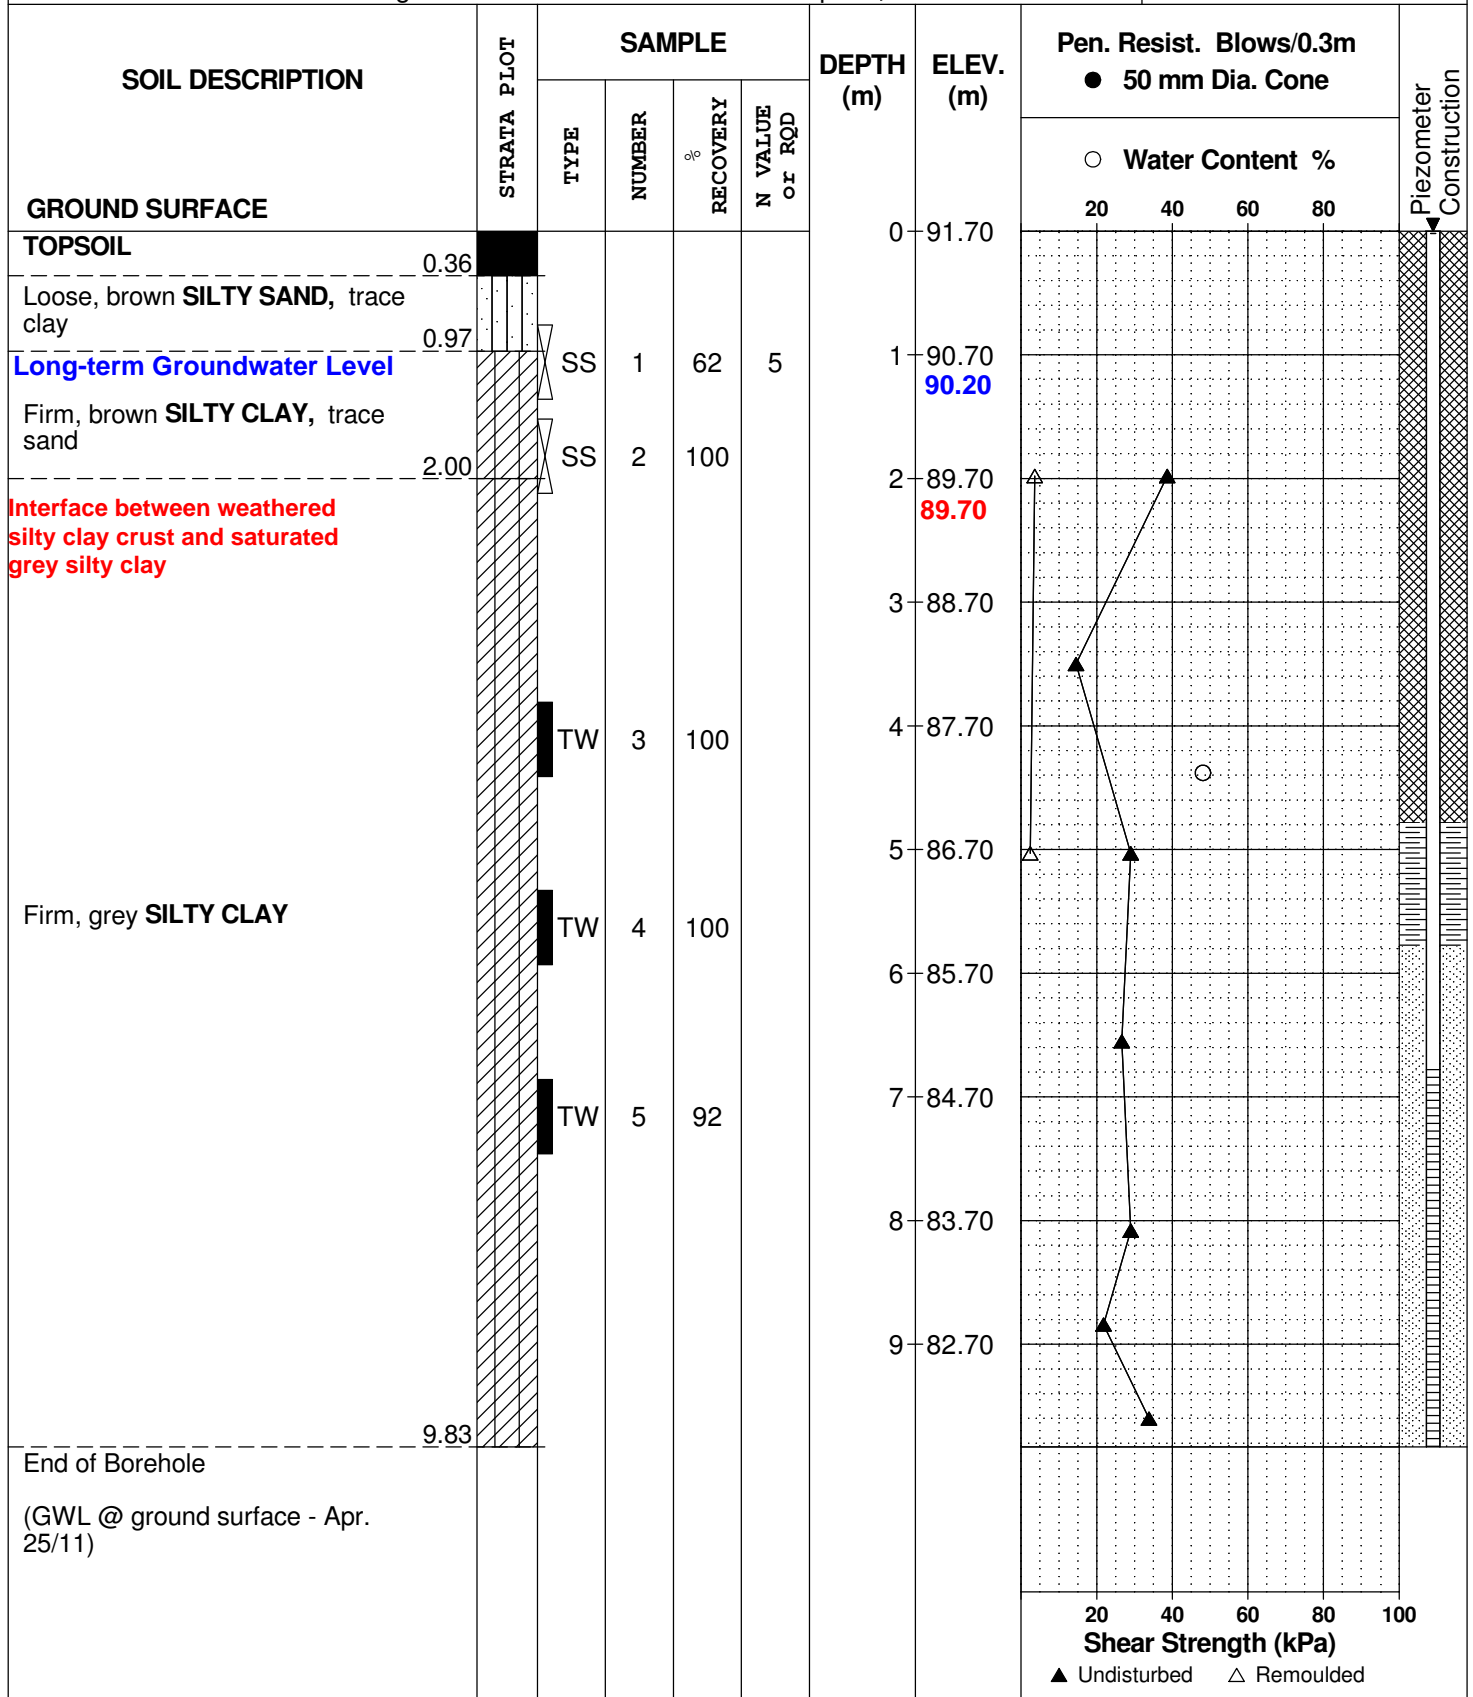 SOIL DESCRIPTION
GROUND SURFACE
STRATA PLOT
SAMPLE
TYPE
NUMBER
%
RECOVERY
N VALUE
or RQD
DEPTH
(m)
ELEV.
(m)
Pen. Resist. Blows/0.3m
● 50 mm Dia. Cone
○ Water Content %
20 40 60 80
Piezometer
Construction
TOPSOIL
0.36
Loose, brown SILTY SAND, trace
clay
0.97
Long-term Groundwater Level
Firm, brown SILTY CLAY, trace
sand
2.00
Interface between weathered
silty clay crust and saturated
grey silty clay
Firm, grey SILTY CLAY
9.83
End of Borehole
(GWL @ ground surface - Apr.
25/11)
SS 1 62 5
SS 2 100
TW 3 100
TW 4 100
TW 5 92
0 91.70
1 90.70
90.20
2 89.70
89.70
3 88.70
4 87.70
5 86.70
6 85.70
7 84.70
8 83.70
9 82.70
20 40 60 80 100
Shear Strength (kPa)
▲ Undisturbed △ Remoulded